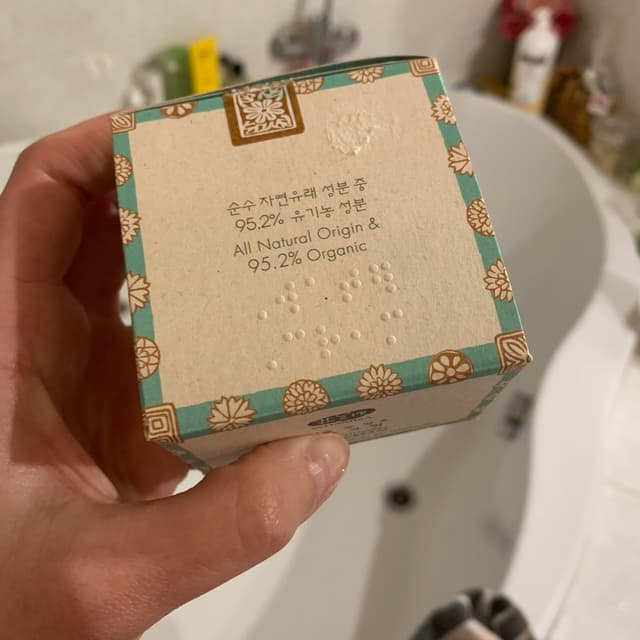 순수 자연유래 성분 중
95.2% 유기농 성분
All Natural Origin &
95.2% Organic